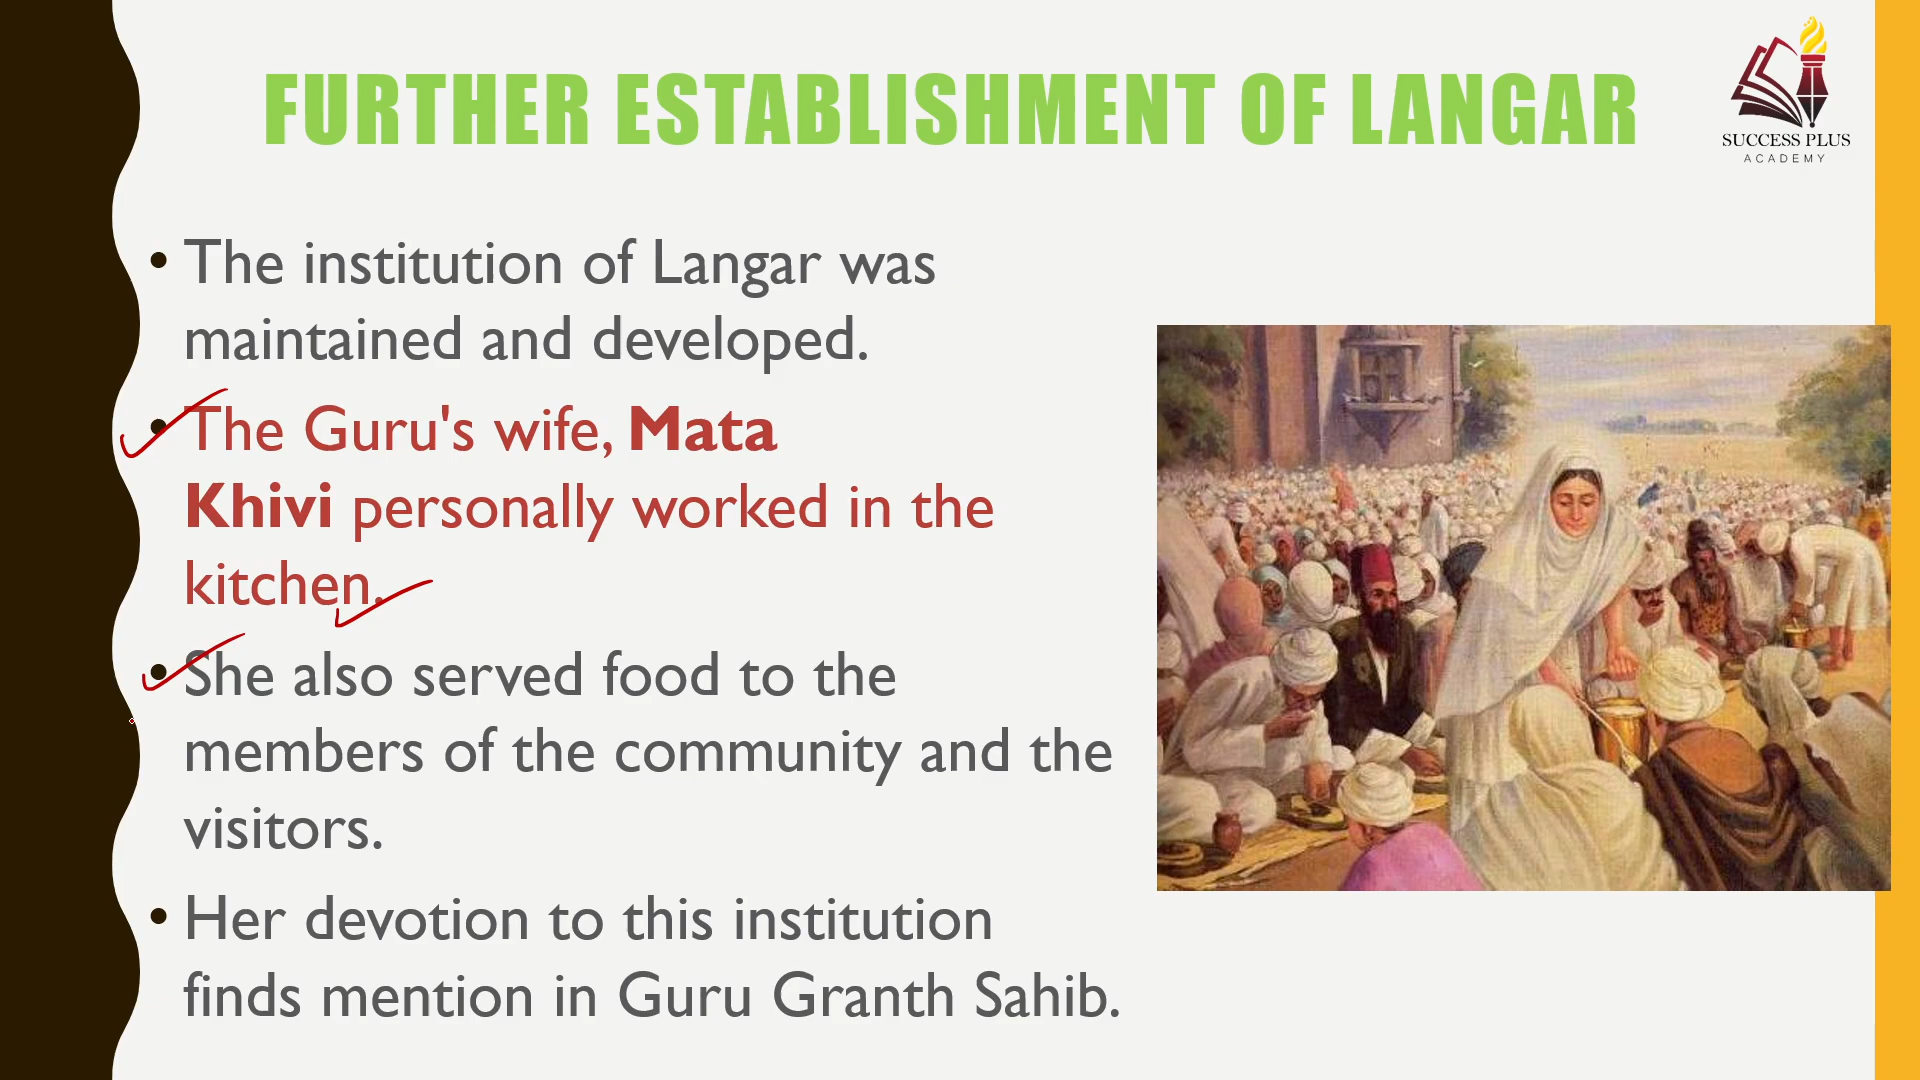 FURTHER ESTABLISHMENT OF LANGAR
SUCCESS PLUS
ACADEMY
• The institution of Langar was
maintained and developed.
• The Guru's wife, Mata
Khivi personally worked in the
kitchen.
• She also served food to the
members of the community and the
visitors.
• Her devotion to this institution
finds mention in Guru Granth Sahib.